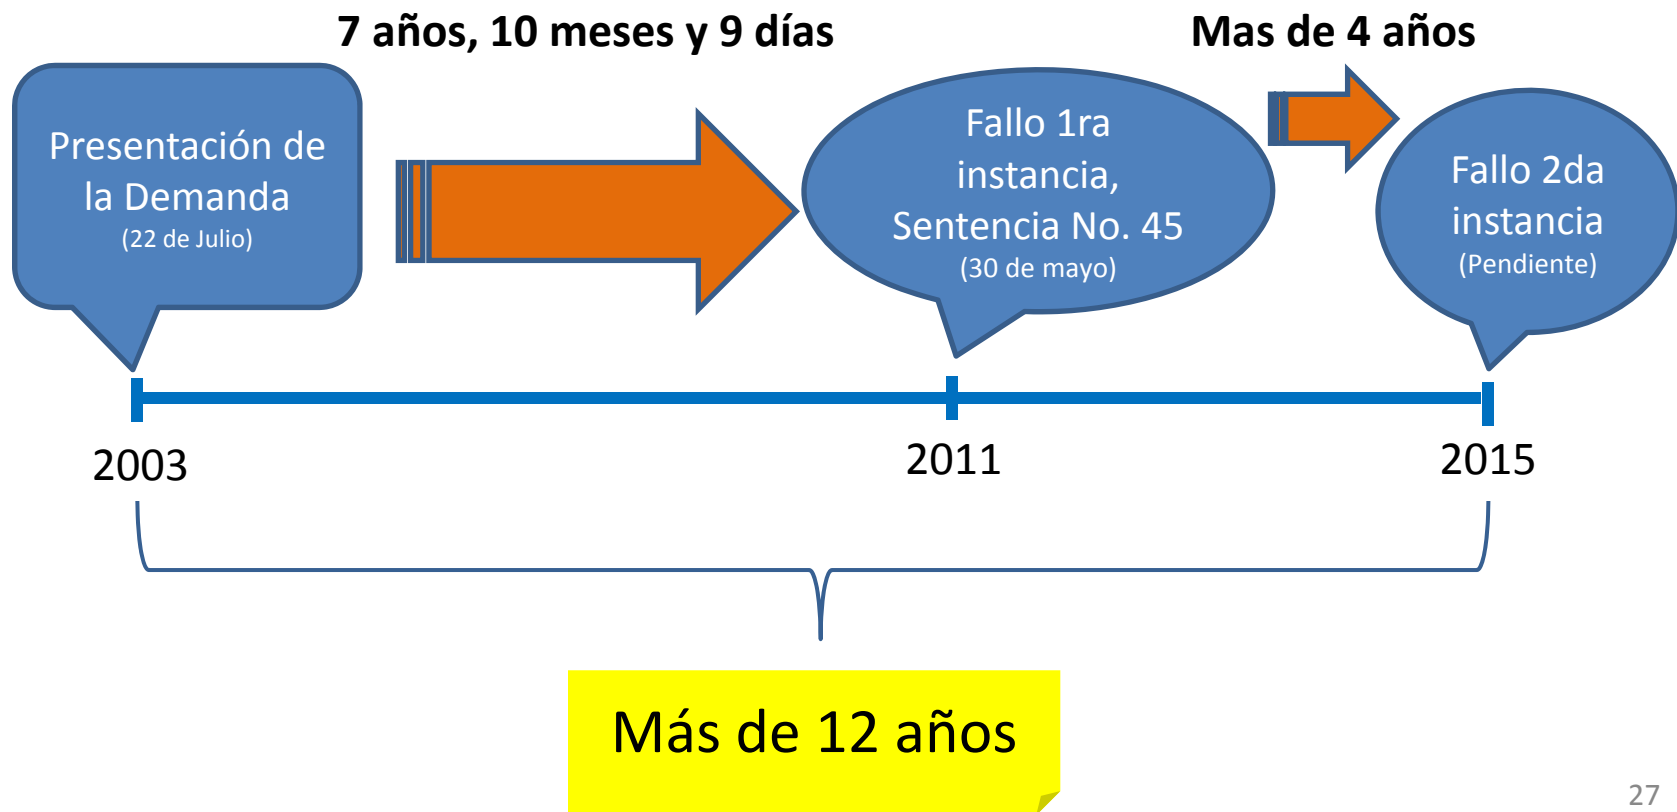 7 años, 10 meses y 9 días
Mas de 4 años
Presentación de
la Demanda
(22 de Julio)
Fallo 1ra
instancia,
Sentencia No. 45
(30 de mayo)
Fallo 2da
instancia
(Pendiente)
2003
2011
2015
Más de 12 años
27